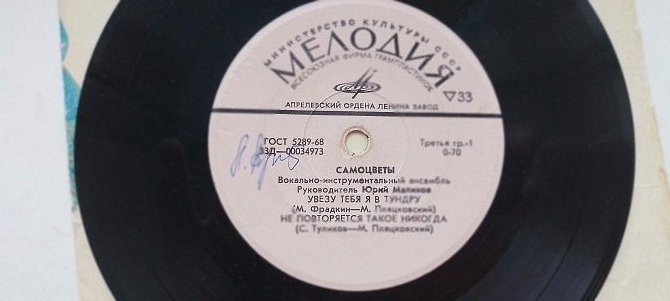 МИНИСТЕРСТВО КУЛЬТУРЫ СССР
МЕЛОДИЯ
ВСЕСОЮЗНАЯ ФИРМА ГРАМПЛАСТИНОК
▽33
АПРЕЛЕВСКИЙ ОРДЕНА ЛЕНИНА ЗАВОД
ГОСТ 5289-68
33Д—00034973
Третья гр.-1
0-70
САМОЦВЕТЫ
Вокально-инструментальный ансамбль
Руководитель Юрий Маликов
УВЕЗУ ТЕБЯ Я В ТУНДРУ
(М. Фрадкин—М. Пляцковский)
НЕ ПОВТОРЯЕТСЯ ТАКОЕ НИКОГДА
(С. Туликов—М. Пляцковский)